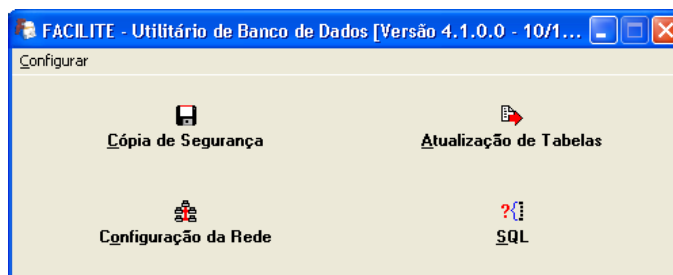 FACILITE - Utilitário de Banco de Dados [Versão 4.1.0.0 - 10/1...
Configurar
Cópia de Segurança
Atualização de Tabelas
Configuração da Rede
SQL